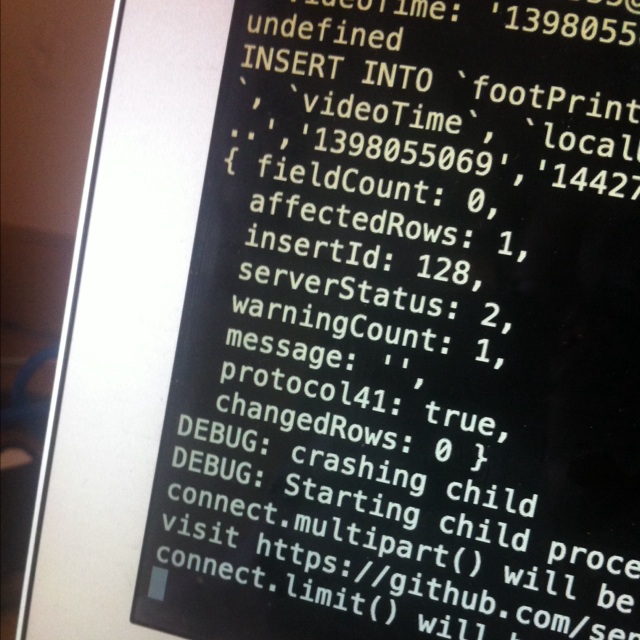 videoTime: '1398055
undefined
INSERT INTO `footPrint
`, `videoTime`, `local
..','1398055069','14427
{ fieldCount: 0,
affectedRows: 1,
insertId: 128,
serverStatus: 2,
warningCount: 1,
message: '',
protocol41: true,
changedRows: 0 }
DEBUG: crashing child
DEBUG: Starting child proce
connect.multipart() will be
visit https://github.com/se
connect.limit() will